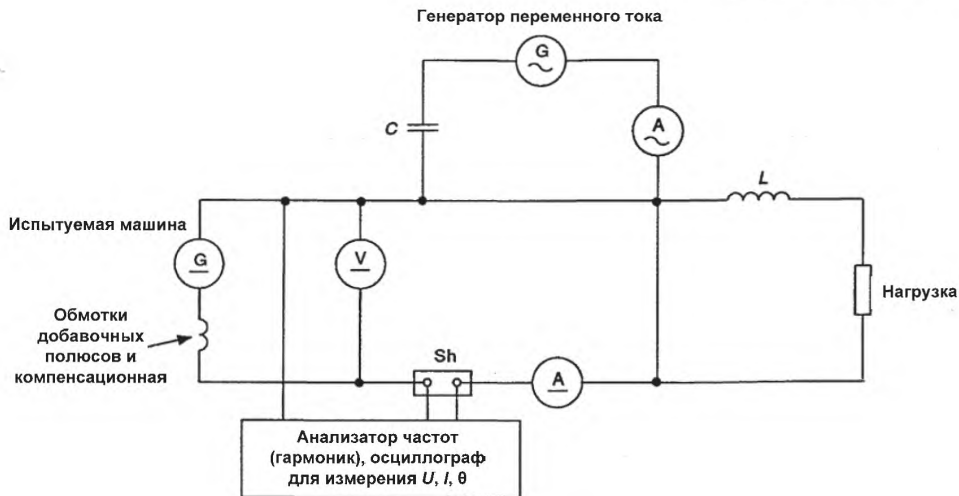 Генератор переменного тока
G
C
A
L
Испытуемая машина
G
V
Нагрузка
Обмотки
добавочных
полюсов и
компенсационная
Sh
A
Анализатор частот
(гармоник), осциллограф
для измерения U, I, θ